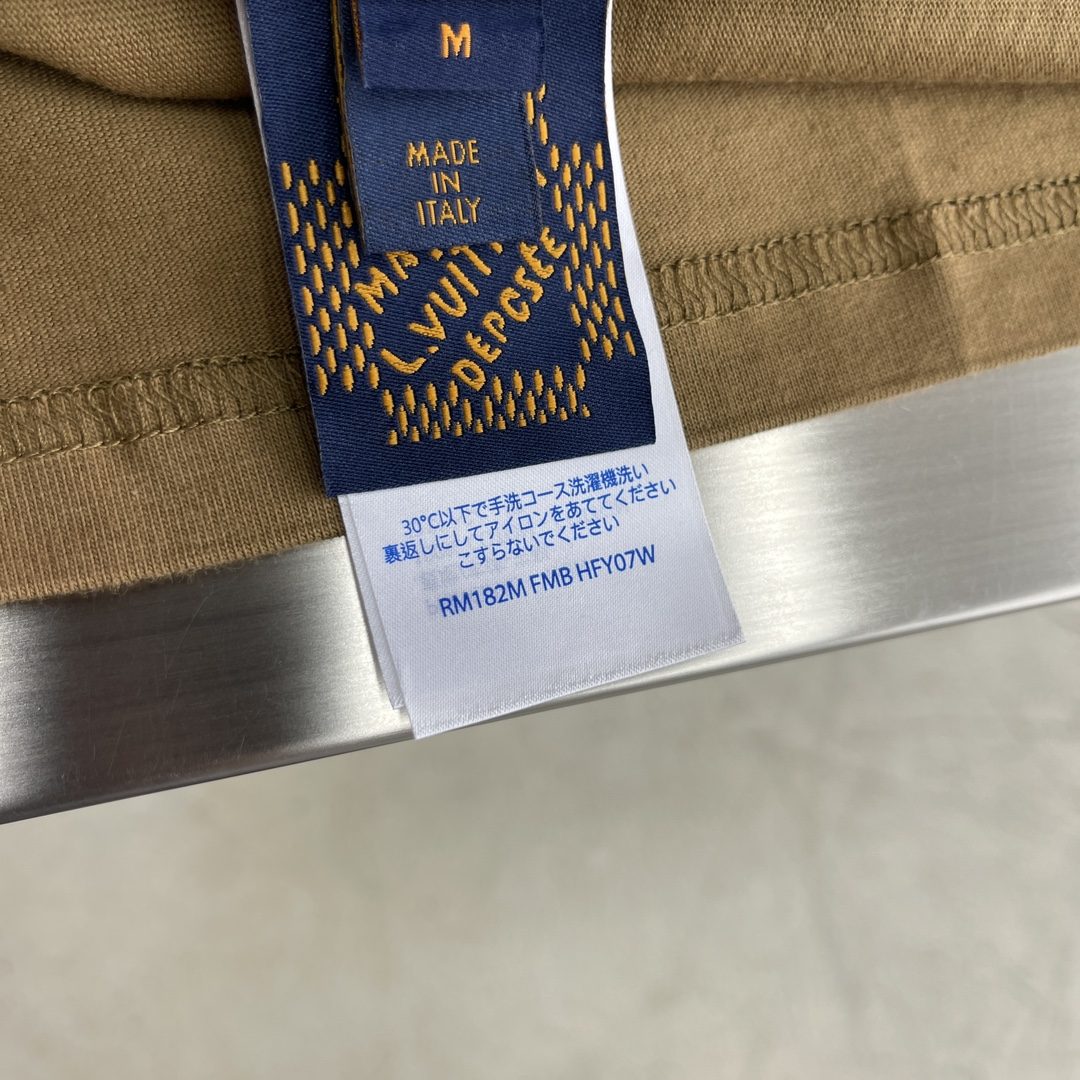 M
MADE
IN
ITALY
L.VUIT
DEPCSEE
30°C以下で手洗コース洗濯機洗い
裏返しにしてアイロンをあててください
こすらないでください
RM182M FMB HFY07W